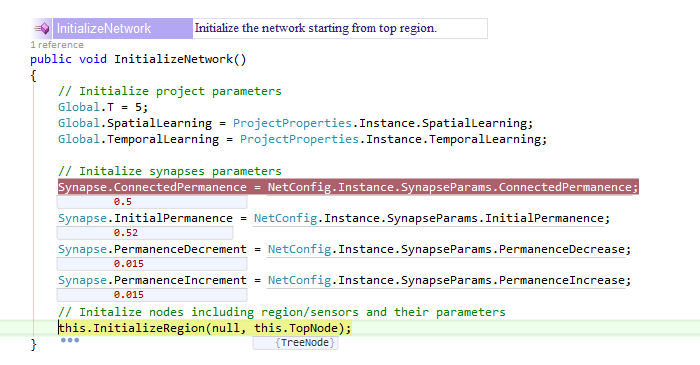 InitializeNetwork Initialize the network starting from top region.
1 reference
public void InitializeNetwork()
{
// Initialize project parameters
Global.T = 5;
Global.SpatialLearning = ProjectProperties.Instance.SpatialLearning;
Global.TemporalLearning = ProjectProperties.Instance.TemporalLearning;
// Initalize synapses parameters
Synapse.ConnectedPermanence = NetConfig.Instance.SynapseParams.ConnectedPermanence;
0.5
Synapse.InitialPermanence = NetConfig.Instance.SynapseParams.InitialPermanence;
0.52
Synapse.PermanenceDecrement = NetConfig.Instance.SynapseParams.PermanenceDecrease;
0.015
Synapse.PermanenceIncrement = NetConfig.Instance.SynapseParams.PermanenceIncrease;
0.015
// Initalize nodes including region/sensors and their parameters
this.InitializeRegion(null, this.TopNode);
{TreeNode}
}